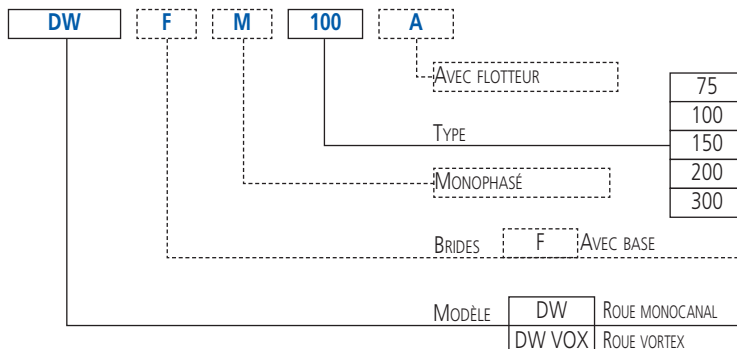 DW F M 100 A
AVEC FLOTTEUR
75
100
TYPE
150
200
MONOPHASÉ
300
BRIDES F AVEC BASE
MODÈLE DW ROUE MONOCANAL
DW VOX ROUE VORTEX